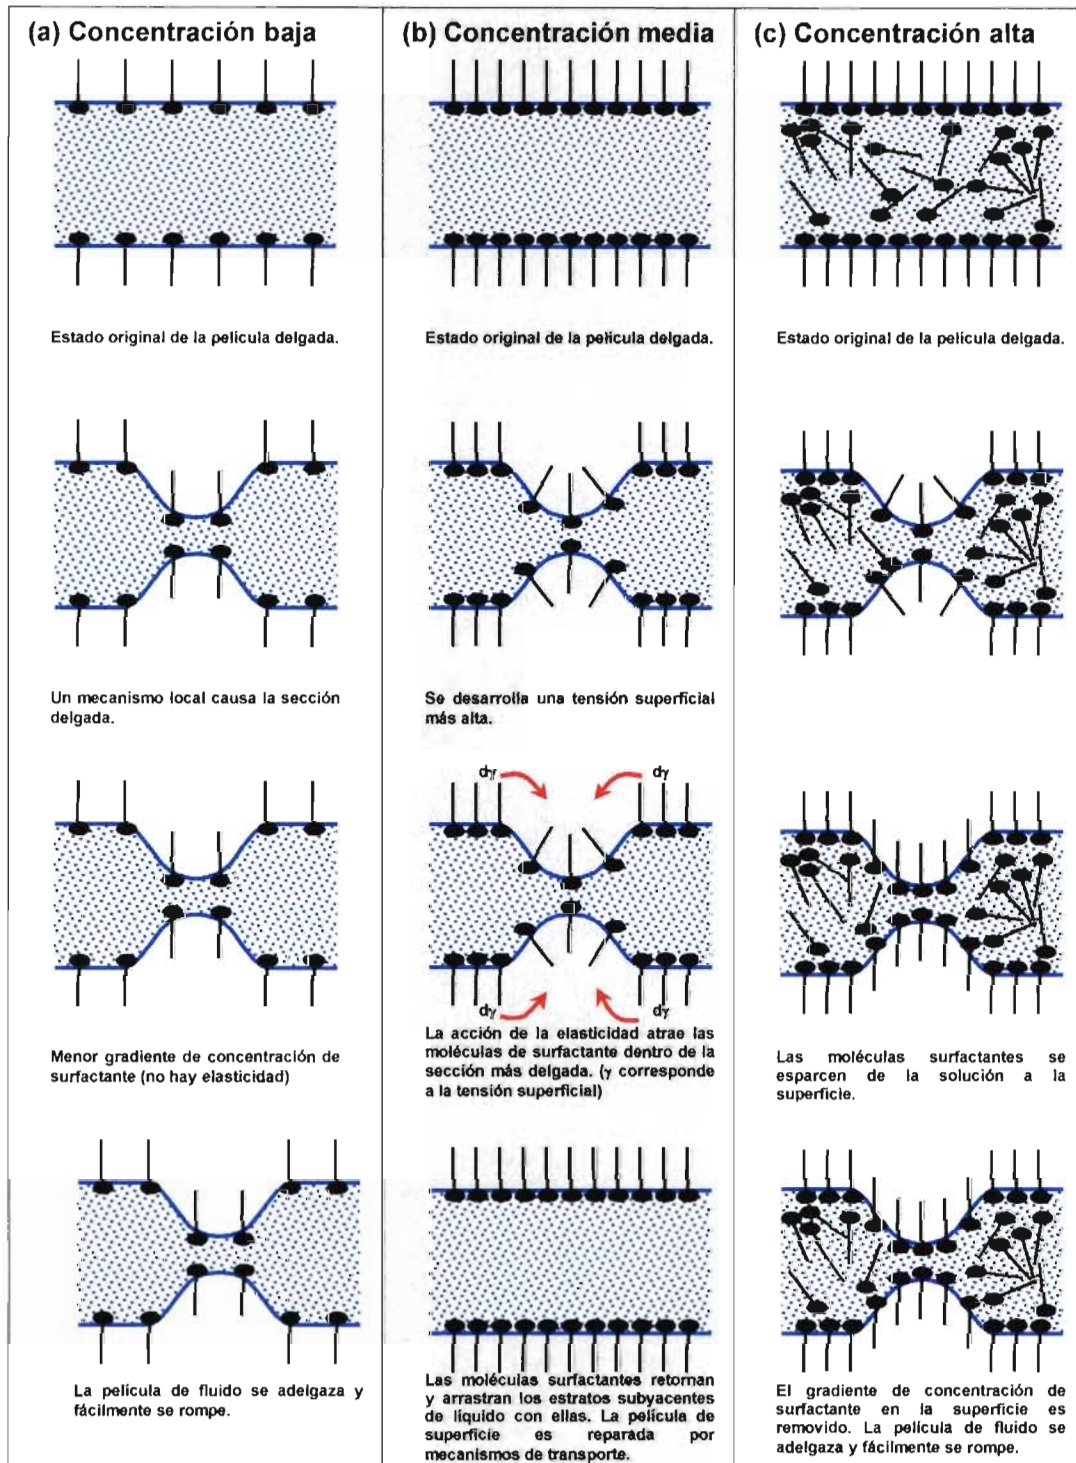 (a) Concentración baja
Estado original de la película delgada.
Un mecanismo local causa la sección
delgada.
Menor gradiente de concentración de
surfactante (no hay elasticidad)
La película de fluido se adelgaza y
fácilmente se rompe.
(b) Concentración media
Estado original de la película delgada.
Se desarrolla una tensión superficial
más alta.
dγ
dγ
dγ
dγ
La acción de la elasticidad atrae las
moléculas de surfactante dentro de la
sección más delgada. (γ corresponde
a la tensión superficial)
Las moléculas surfactantes retornan
y arrastran los estratos subyacentes
de líquido con ellas. La película de
superficie es reparada por
mecanismos de transporte.
(c) Concentración alta
Estado original de la película delgada.
Las moléculas surfactantes se
esparcen de la solución a la
superficie.
El gradiente de concentración de
surfactante en la superficie es
removido. La película de fluido se
adelgaza y fácilmente se rompe.